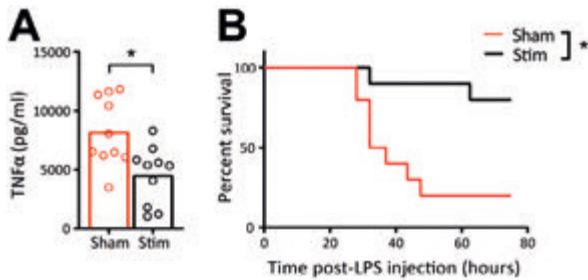 A
B
TNFα (pg/ml)
15000
10000
5000
0
*
Sham
Stim
Sham
Stim
*
Percent survival
100
50
0
0
20
40
60
80
Time post-LPS injection (hours)